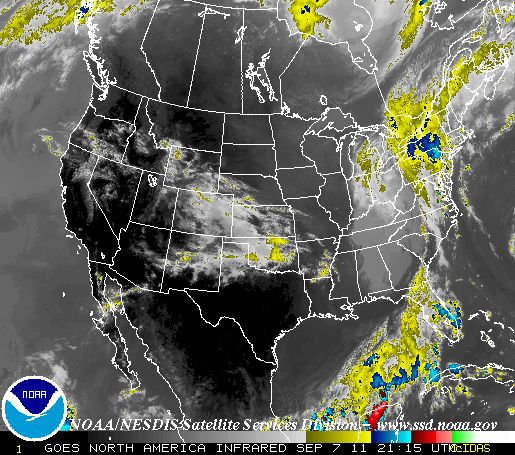 NOAA
NOAA/NESDIS Satellite Services Division - www.ssd.noaa.gov
1 GOES NORTH AMERICA INFRARED SEP 7 11 21:15 UTC McIDAS